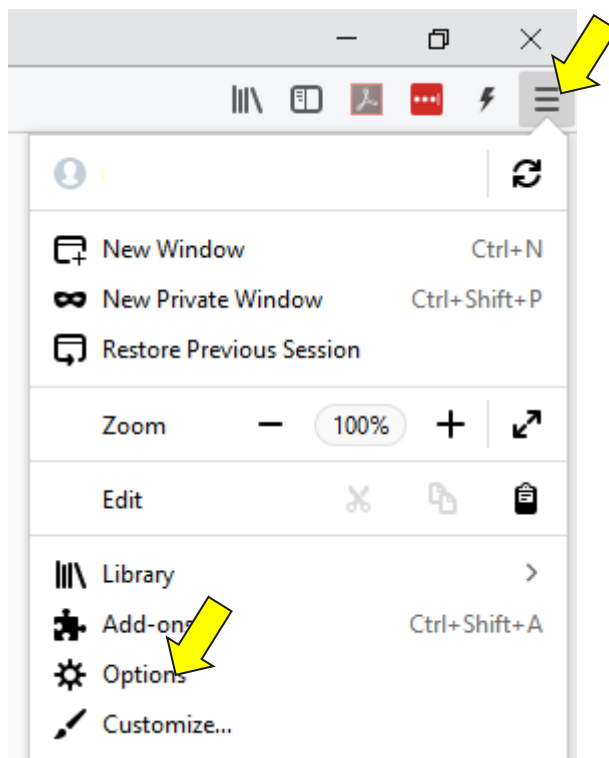 New Window Ctrl+N
New Private Window Ctrl+Shift+P
Restore Previous Session
Zoom 100%
Edit
Library
Add-ons Ctrl+Shift+A
Options
Customize...